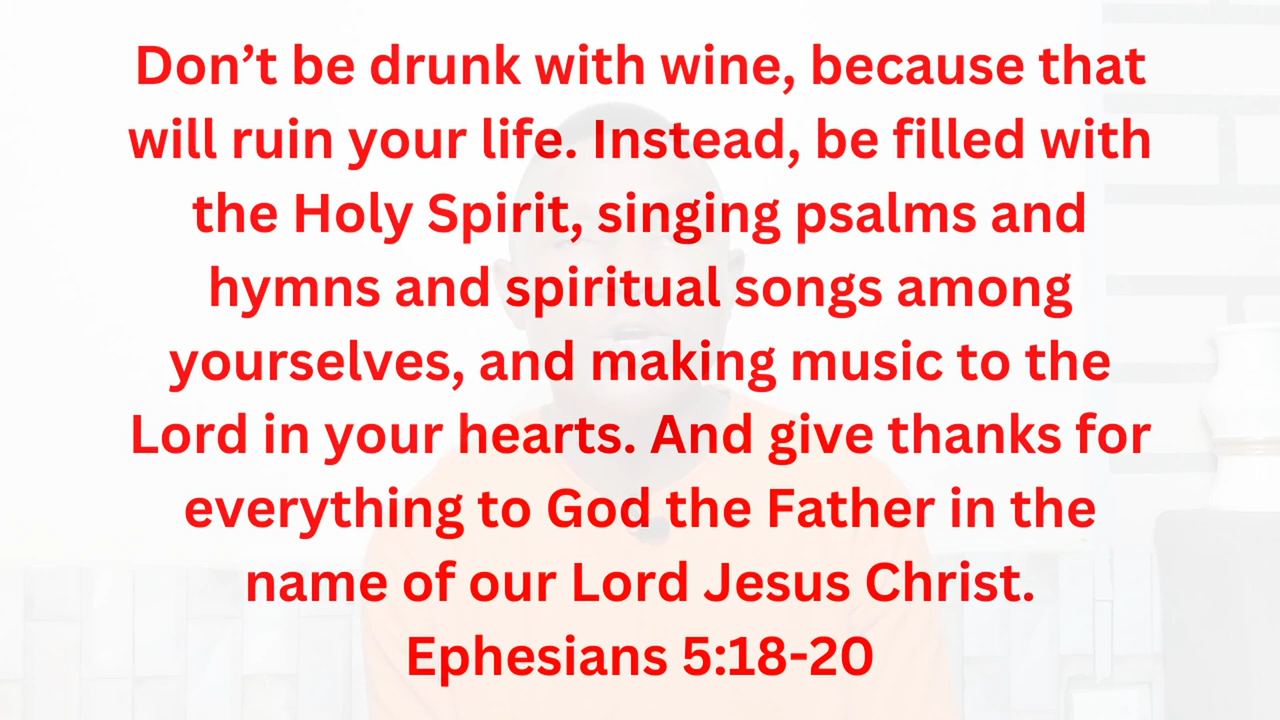 Don’t be drunk with wine, because that
will ruin your life. Instead, be filled with
the Holy Spirit, singing psalms and
hymns and spiritual songs among
yourselves, and making music to the
Lord in your hearts. And give thanks for
everything to God the Father in the
name of our Lord Jesus Christ.
Ephesians 5:18-20